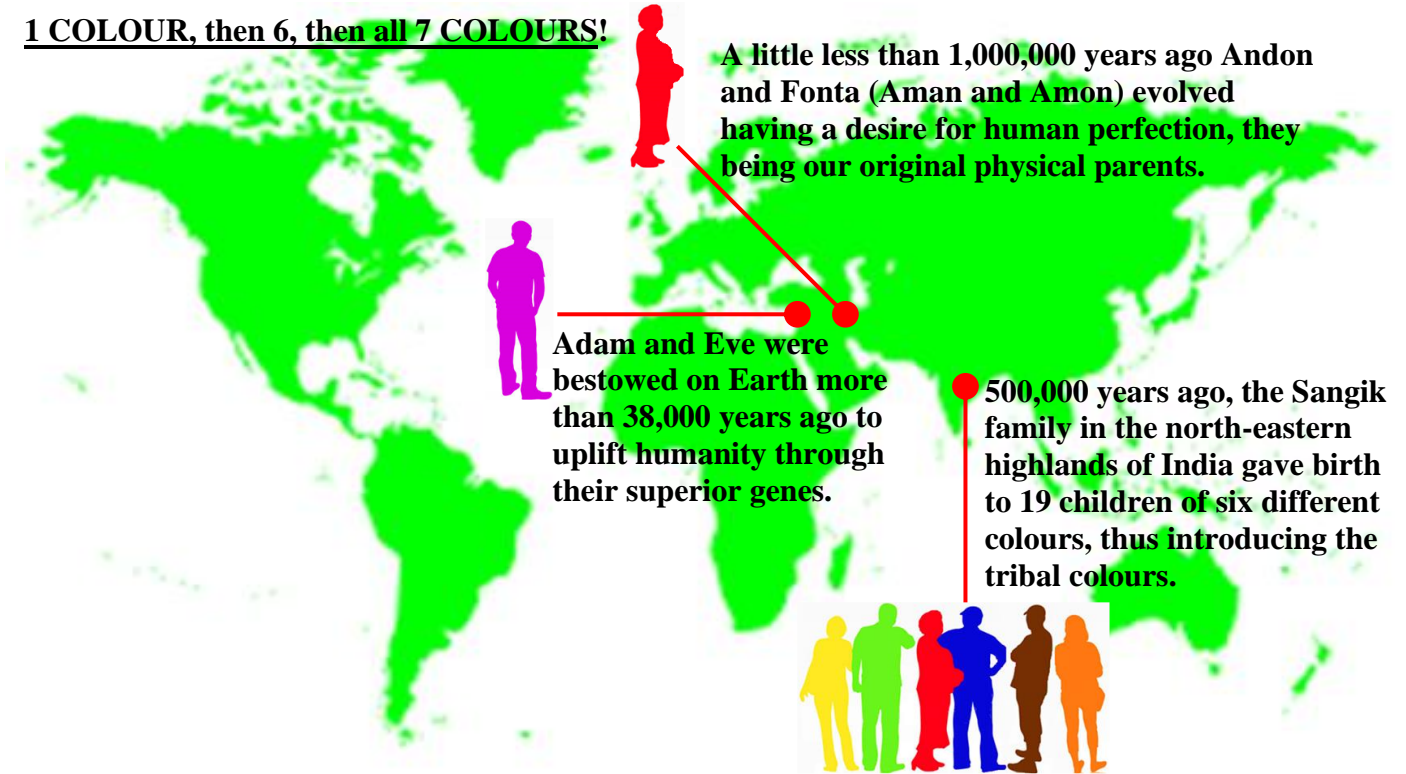 1 COLOUR, then 6, then all 7 COLOURS!
A little less than 1,000,000 years ago Andon
and Fonta (Aman and Amon) evolved
having a desire for human perfection, they
being our original physical parents.
Adam and Eve were
bestowed on Earth more
than 38,000 years ago to
uplift humanity through
their superior genes.
500,000 years ago, the Sangik
family in the north-eastern
highlands of India gave birth
to 19 children of six different
colours, thus introducing the
tribal colours.